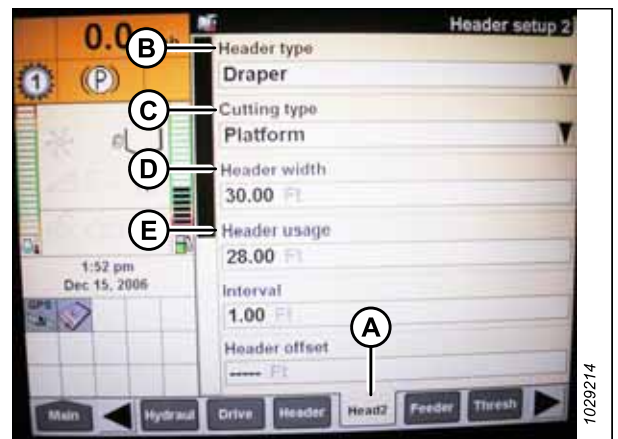 Header setup 2
0.0
B
Header type
Draper
1
(P)
C
Cutting type
Platform
D
Header width
30.00 Ft
E
Header usage
28.00 Ft
1:52 pm
Dec 15, 2006
GPS
Interval
1.00 Ft
A
Header offset
----- Ft
Main
Hydraul
Drive
Header
Head2
Feeder
Thresh
1029214